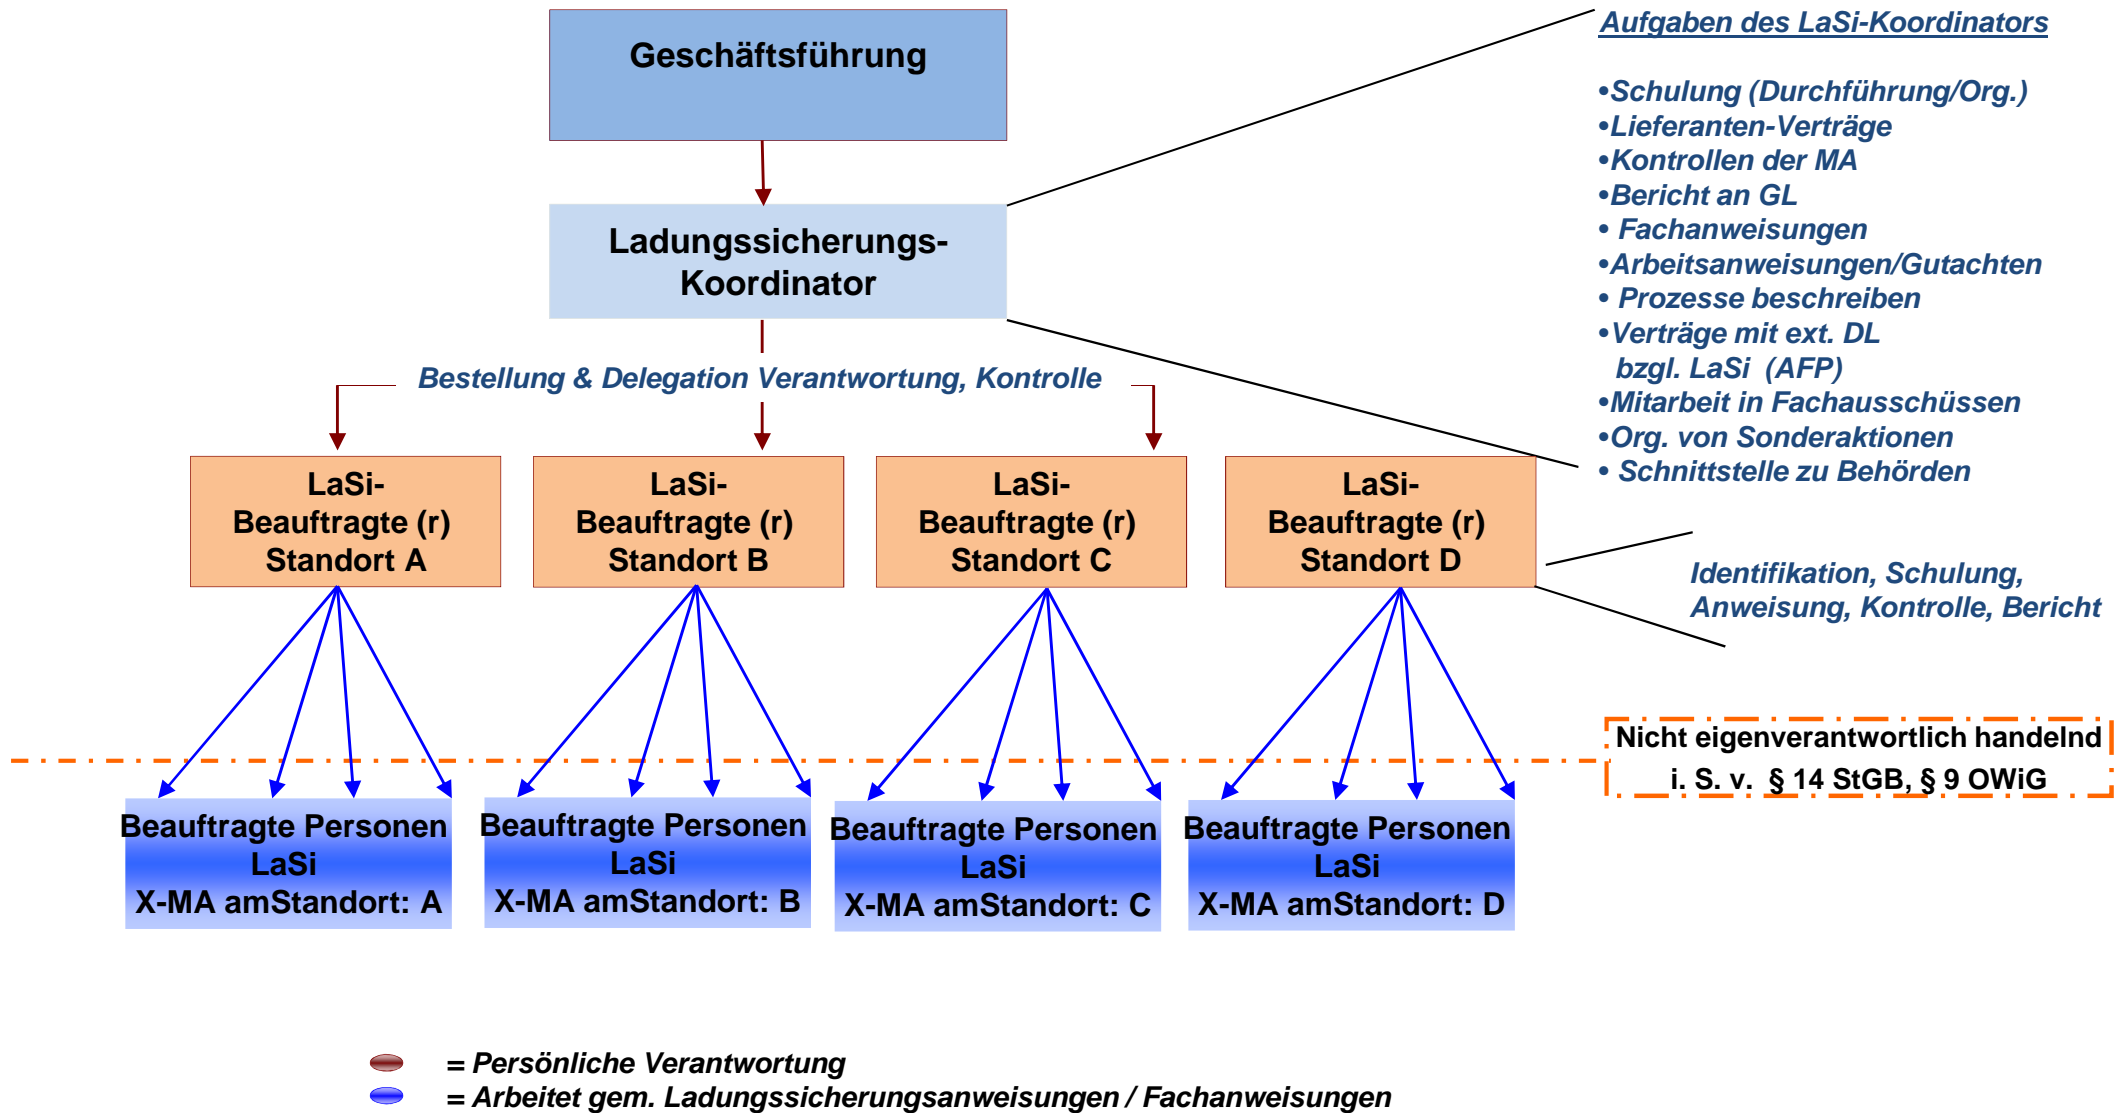 Geschäftsführung
Ladungssicherungs-
Koordinator
Bestellung & Delegation Verantwortung, Kontrolle
LaSi-
Beauftragte (r)
Standort A
LaSi-
Beauftragte (r)
Standort B
LaSi-
Beauftragte (r)
Standort C
LaSi-
Beauftragte (r)
Standort D
Aufgaben des LaSi-Koordinators
•Schulung (Durchführung/Org.)
•Lieferanten-Verträge
•Kontrollen der MA
•Bericht an GL
• Fachanweisungen
•Arbeitsanweisungen/Gutachten
• Prozesse beschreiben
•Verträge mit ext. DL
bzgl. LaSi (AFP)
•Mitarbeit in Fachausschüssen
•Org. von Sonderaktionen
• Schnittstelle zu Behörden
Identifikation, Schulung,
Anweisung, Kontrolle, Bericht
Nicht eigenverantwortlich handelnd
i. S. v. § 14 StGB, § 9 OWiG
Beauftragte Personen
LaSi
X-MA amStandort: A
Beauftragte Personen
LaSi
X-MA amStandort: B
Beauftragte Personen
LaSi
X-MA amStandort: C
Beauftragte Personen
LaSi
X-MA amStandort: D
= Persönliche Verantwortung
= Arbeitet gem. Ladungssicherungsanweisungen / Fachanweisungen